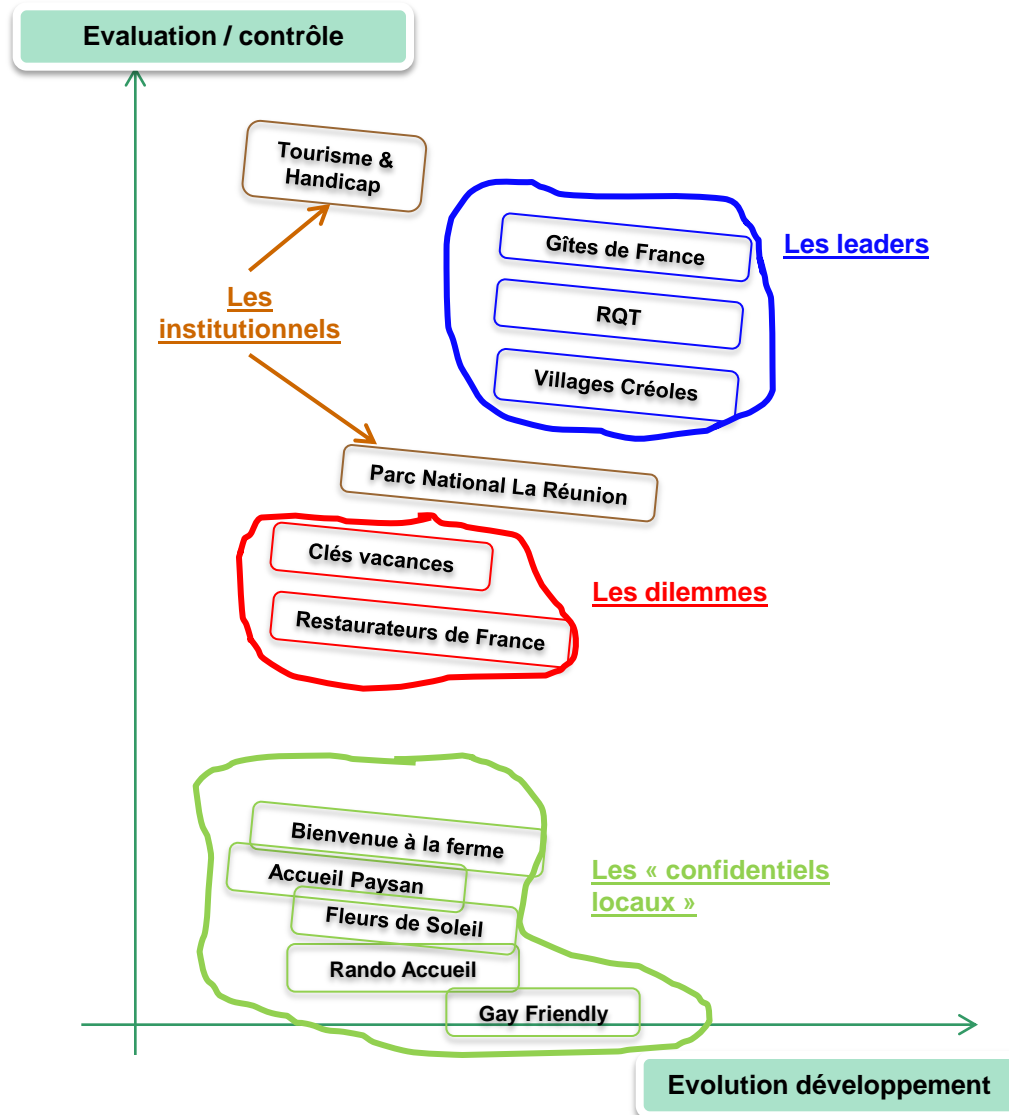 Evaluation / contrôle
Tourisme &
Handicap
Gîtes de France
Les leaders
Les
institutionnels
RQT
Villages Créoles
Parc National La Réunion
Clés vacances
Les dilemmes
Restaurateurs de France
Bienvenue à la ferme
Accueil Paysan
Les « confidentiels
locaux »
Fleurs de Soleil
Rando Accueil
Gay Friendly
Evolution développement